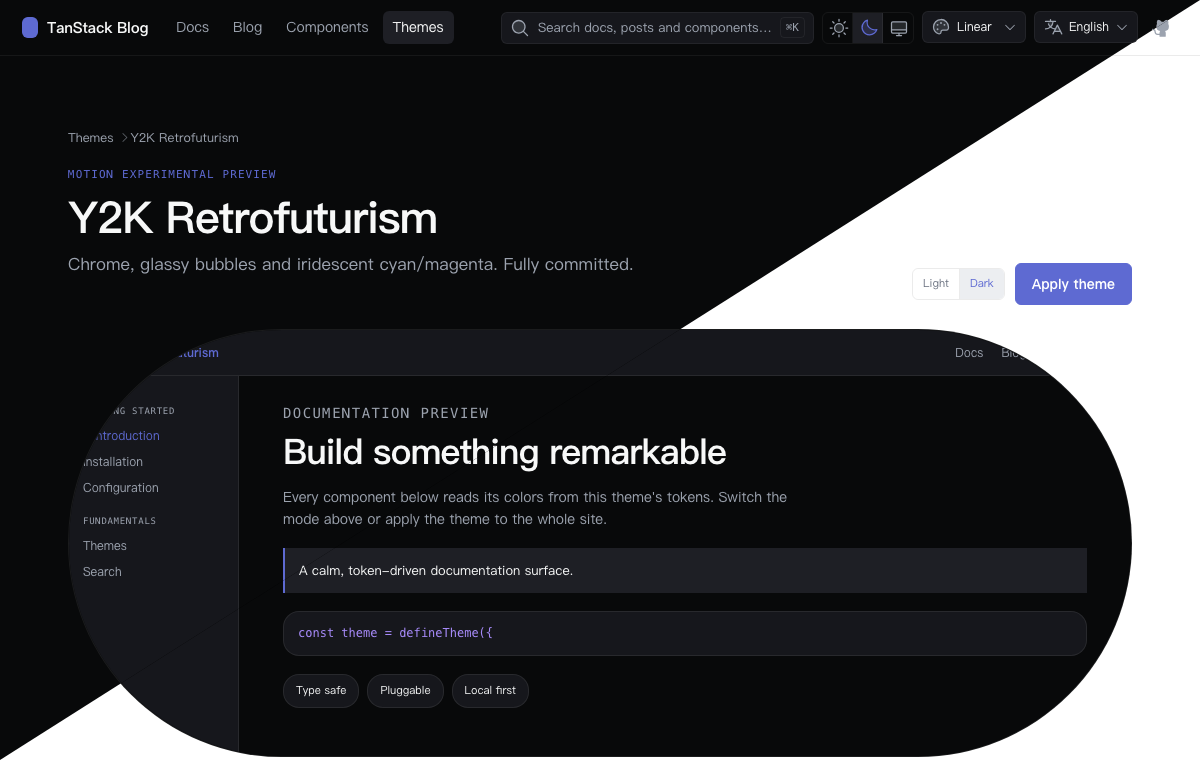 TanStack Blog
Docs
Blog
Components
Themes
Search docs, posts and components...
⌘K
Linear
English
Themes
Y2K Retrofuturism
MOTION EXPERIMENTAL PREVIEW
Y2K Retrofuturism
Chrome, glassy bubbles and iridescent cyan/magenta. Fully committed.
Light
Dark
Apply theme
Docs
DOCUMENTATION PREVIEW
STARTED
Introduction
Installation
Configuration
FUNDAMENTALS
Themes
Search
Build something remarkable
Every component below reads its colors from this theme's tokens. Switch the
mode above or apply the theme to the whole site.
A calm, token-driven documentation surface.
const theme = defineTheme({
Type safe
Pluggable
Local first